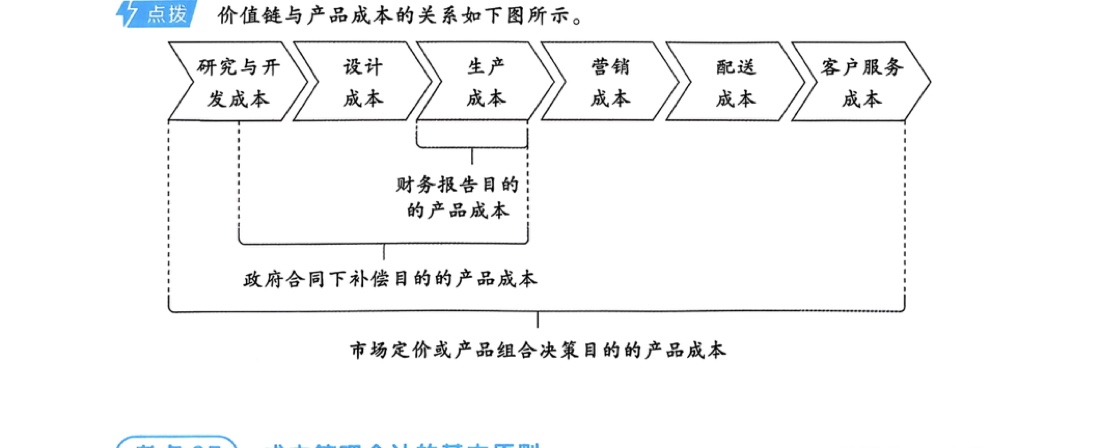 点拨 价值链与产品成本的关系如下图所示。
研究与开
发成本
设计
成本
生产
成本
营销
成本
配送
成本
客户服务
成本
财务报告目的
的产品成本
政府合同下补偿目的的产品成本
市场定价或产品组合决策目的的产品成本